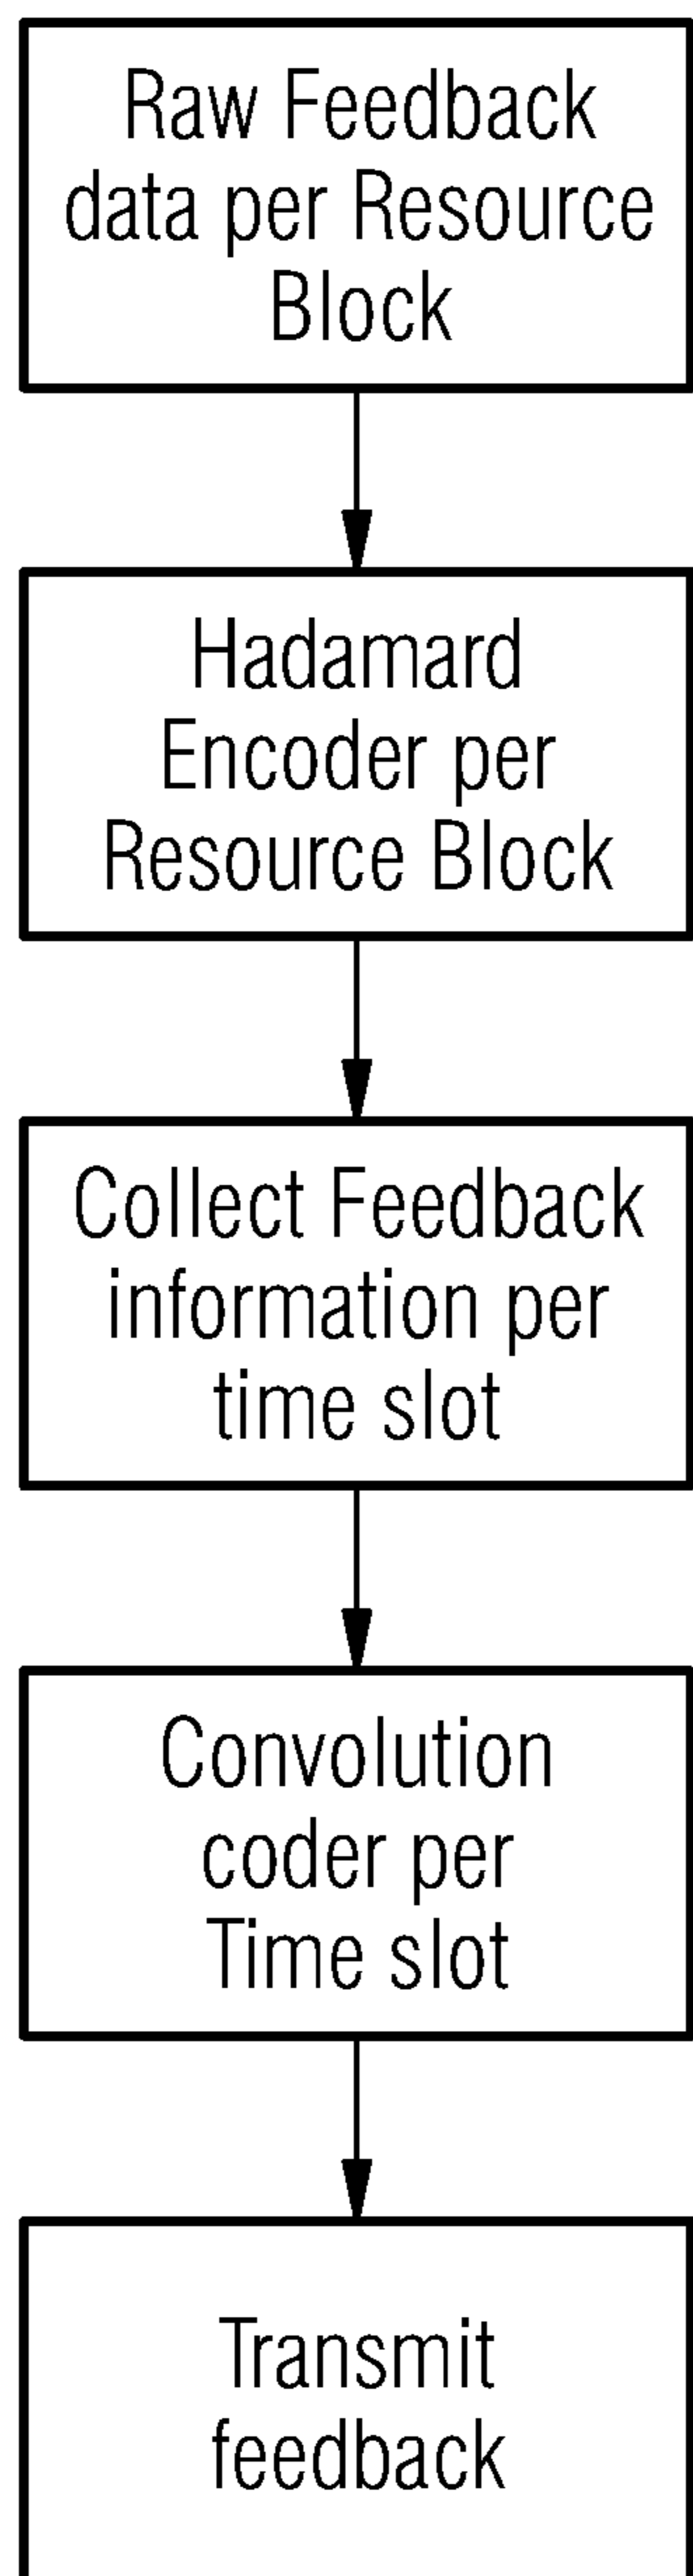 Raw Feedback
data per Resource
Block
Hadamard
Encoder per
Resource Block
Collect Feedback
information per
time slot
Convolution
coder per
Time slot
Transmit
feedback